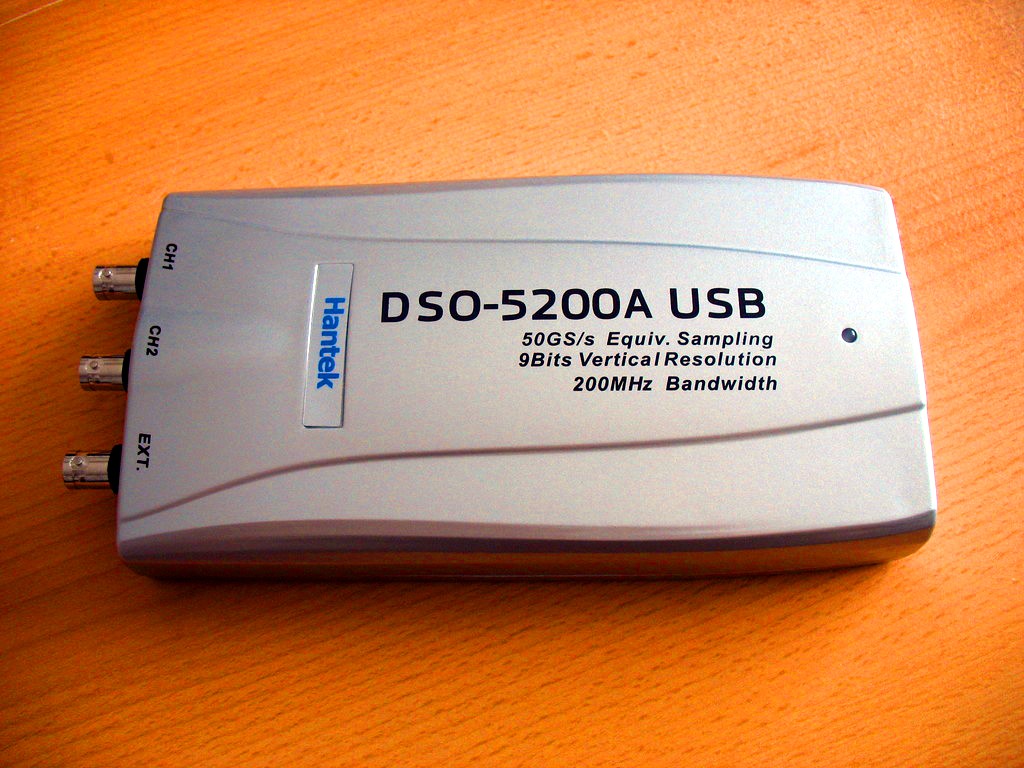 CH1
CH2
EXT.
Hantek
DSO-5200A USB
50GS/s Equiv. Sampling
9Bits Vertical Resolution
200MHz Bandwidth